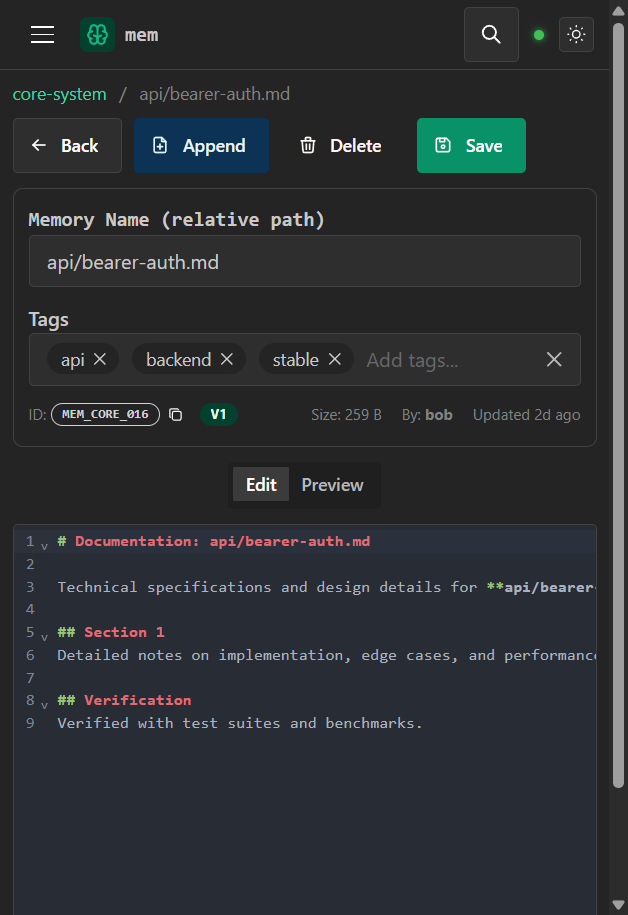 mem
core-system / api/bearer-auth.md
Back Append Delete Save
Memory Name (relative path)
api/bearer-auth.md
Tags
api backend stable Add tags...
ID: MEM_CORE_016 V1 Size: 259 B By: bob Updated 2d ago
Edit Preview
1 # Documentation: api/bearer-auth.md
2
3 Technical specifications and design details for **api/bearer-
4
5 ## Section 1
6 Detailed notes on implementation, edge cases, and performance
7
8 ## Verification
9 Verified with test suites and benchmarks.